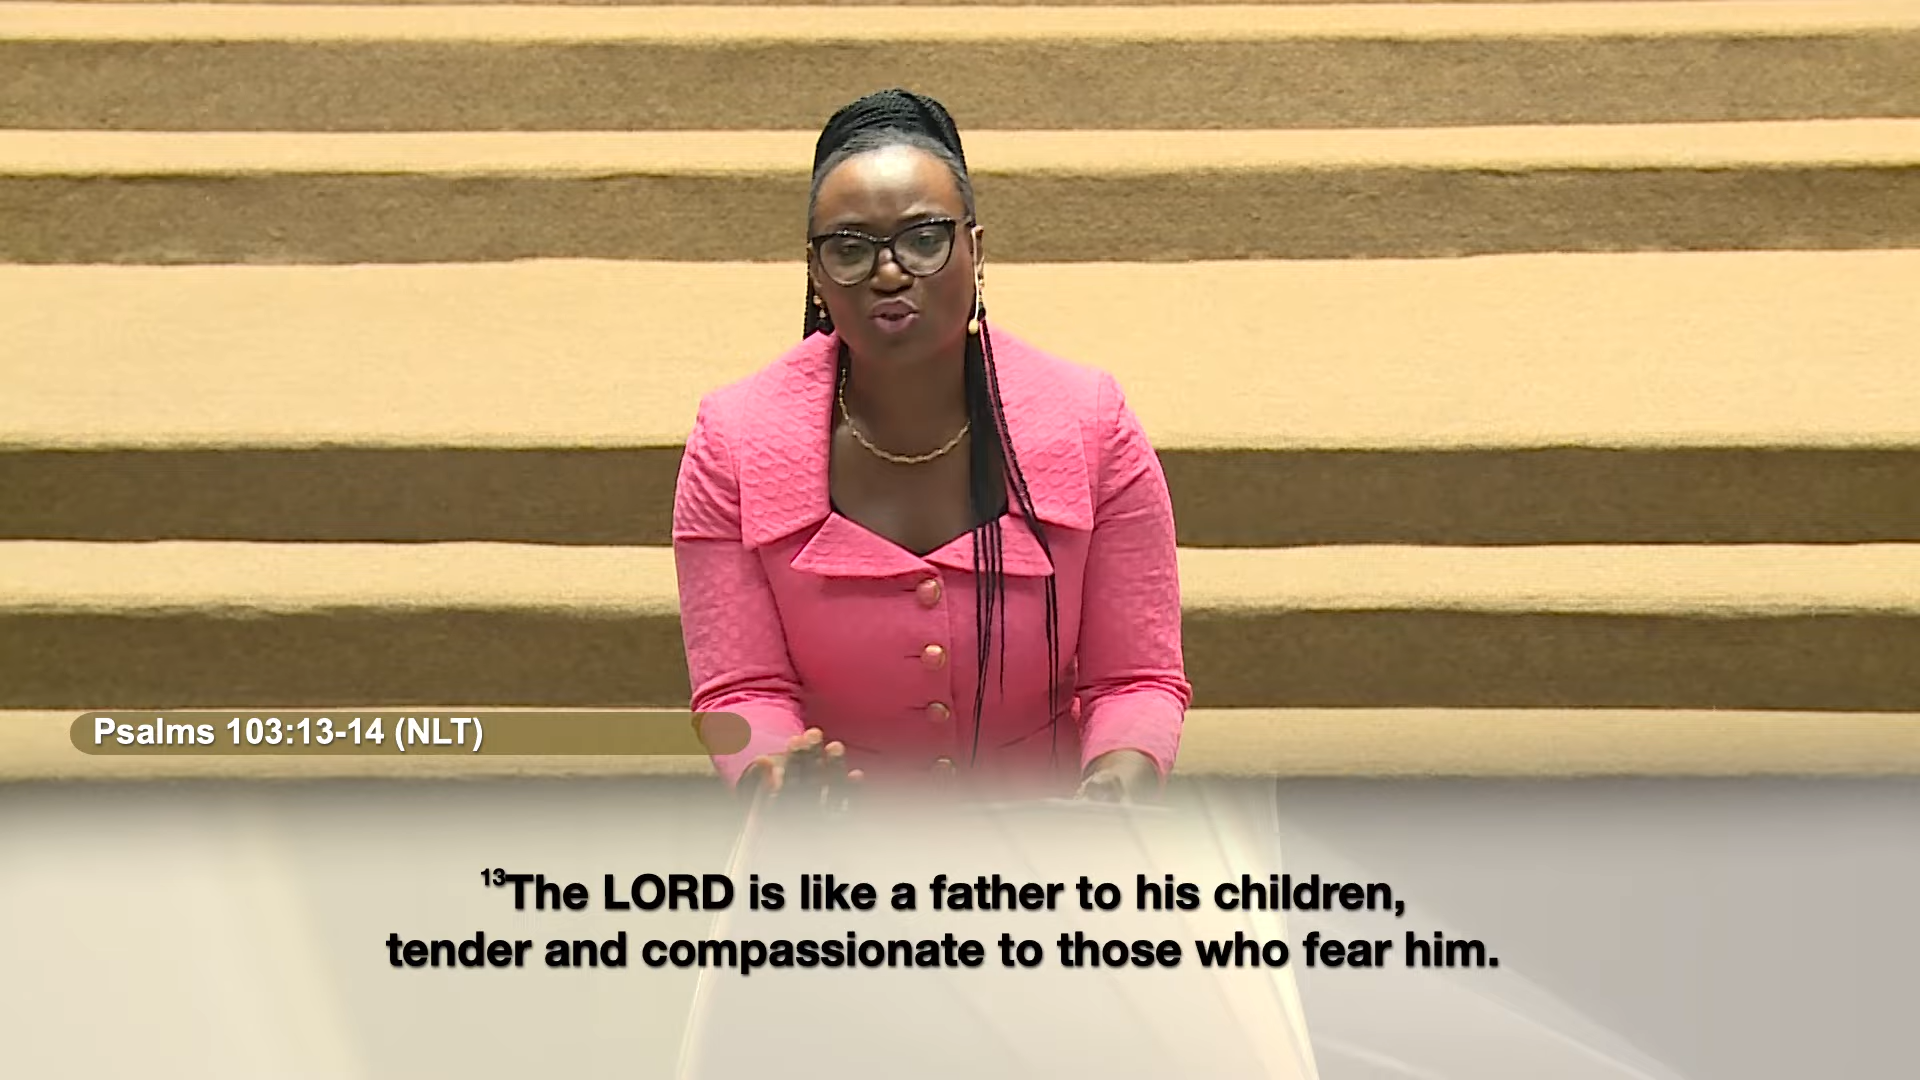 Psalms 103:13-14 (NLT)
13The LORD is like a father to his children,
tender and compassionate to those who fear him.